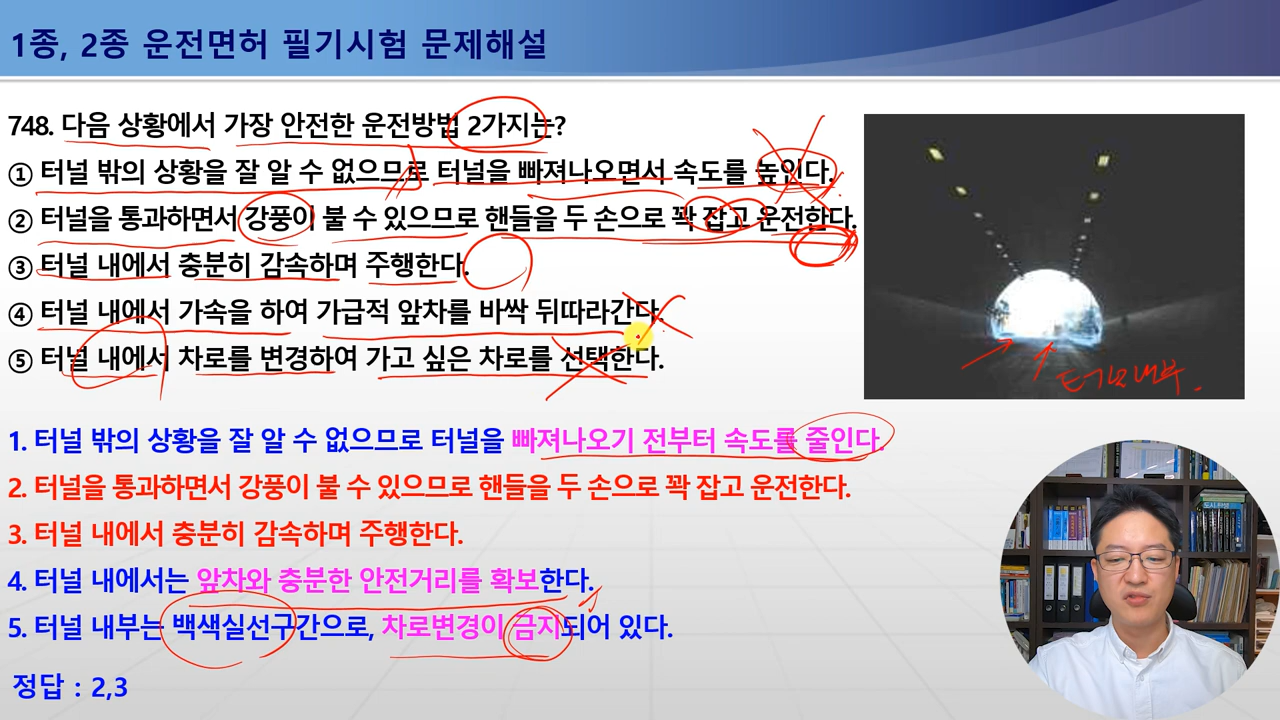 1종, 2종 운전면허 필기시험 문제해설
748. 다음 상황에서 가장 안전한 운전방법 2가지는?
① 터널 밖의 상황을 잘 알 수 없으므로 터널을 빠져나오면서 속도를 높인다.
② 터널을 통과하면서 강풍이 불 수 있으므로 핸들을 두 손으로 꽉 잡고 운전한다.
③ 터널 내에서 충분히 감속하며 주행한다.
④ 터널 내에서 가속을 하여 가급적 앞차를 바싹 뒤따라간다.
⑤ 터널 내에서 차로를 변경하여 가고 싶은 차로를 선택한다.
터널내부.
1. 터널 밖의 상황을 잘 알 수 없으므로 터널을 빠져나오기 전부터 속도를 줄인다.
2. 터널을 통과하면서 강풍이 불 수 있으므로 핸들을 두 손으로 꽉 잡고 운전한다.
3. 터널 내에서 충분히 감속하며 주행한다.
4. 터널 내에서는 앞차와 충분한 안전거리를 확보한다.
5. 터널 내부는 백색실선구간으로, 차로변경이 금지되어 있다.
정답 : 2,3